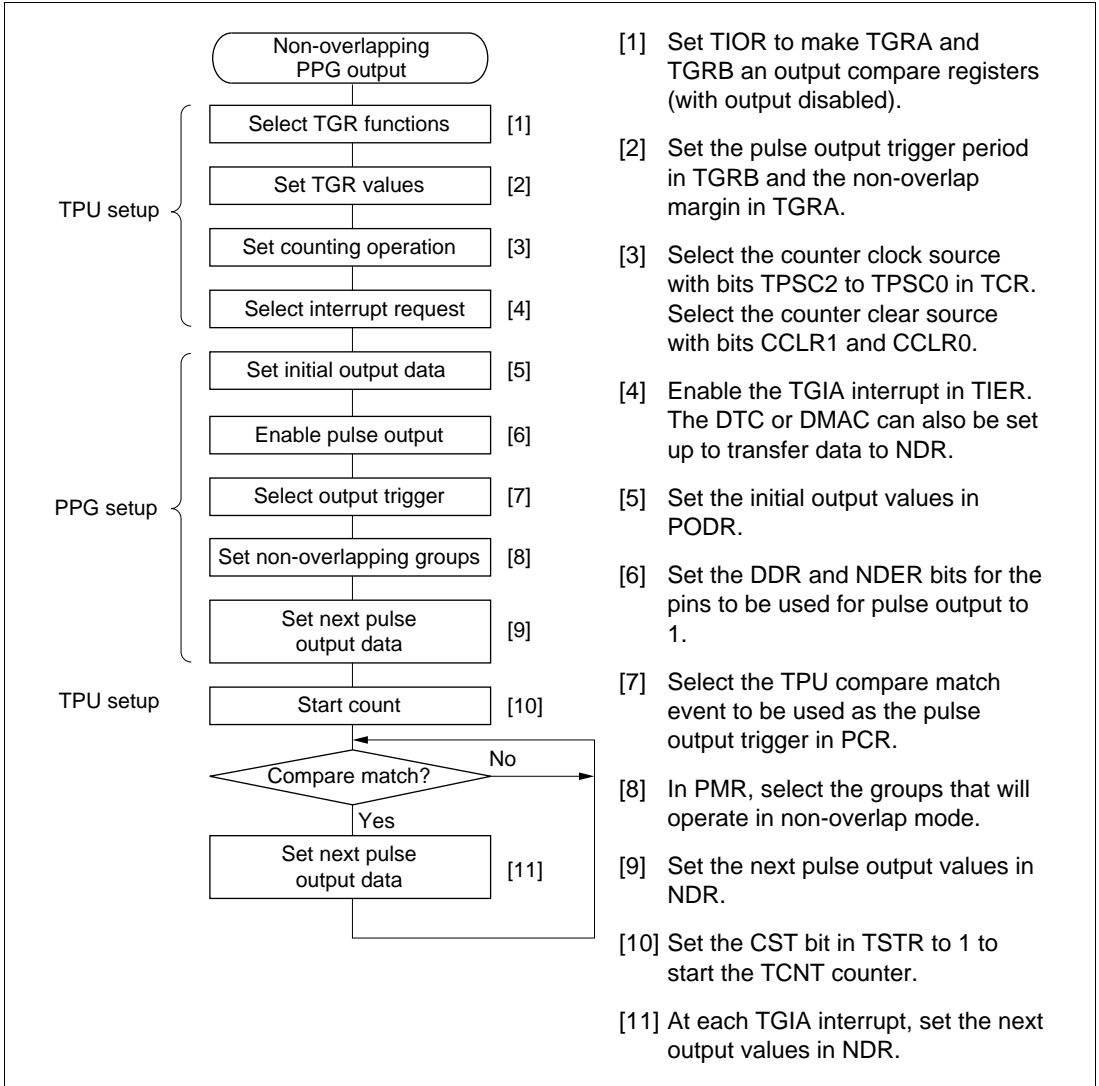 Non-overlapping
PPG output
TPU setup
Select TGR functions [1]
Set TGR values [2]
Set counting operation [3]
Select interrupt request [4]
PPG setup
Set initial output data [5]
Enable pulse output [6]
Select output trigger [7]
Set non-overlapping groups [8]
Set next pulse
output data
[9]
TPU setup
Start count [10]
Compare match?
No
Yes
Set next pulse
output data
[11]
[1] Set TIOR to make TGRA and
TGRB an output compare registers
(with output disabled).
[2] Set the pulse output trigger period
in TGRB and the non-overlap
margin in TGRA.
[3] Select the counter clock source
with bits TPSC2 to TPSC0 in TCR.
Select the counter clear source
with bits CCLR1 and CCLR0.
[4] Enable the TGIA interrupt in TIER.
The DTC or DMAC can also be set
up to transfer data to NDR.
[5] Set the initial output values in
PODR.
[6] Set the DDR and NDER bits for the
pins to be used for pulse output to
1.
[7] Select the TPU compare match
event to be used as the pulse
output trigger in PCR.
[8] In PMR, select the groups that will
operate in non-overlap mode.
[9] Set the next pulse output values in
NDR.
[10] Set the CST bit in TSTR to 1 to
start the TCNT counter.
[11] At each TGIA interrupt, set the next
output values in NDR.